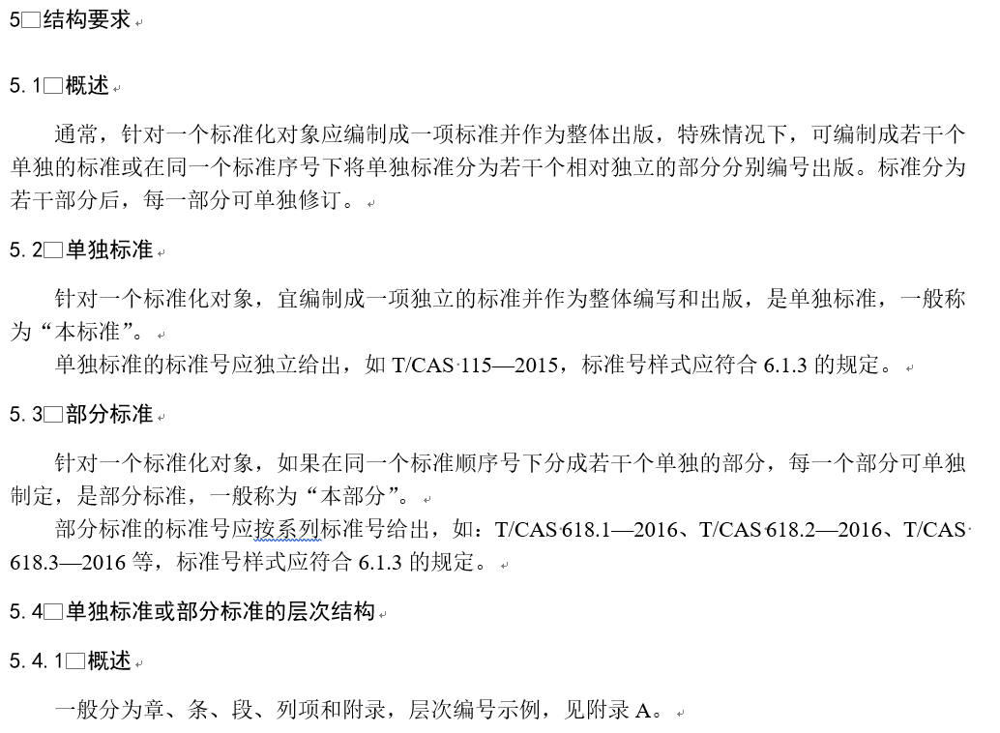 5 结构要求
5.1 概述
通常，针对一个标准化对象应编制成一项标准并作为整体出版，特殊情况下，可编制成若干个
单独的标准或在同一个标准序号下将单独标准分为若干个相对独立的部分分别编号出版。标准分为
若干部分后，每一部分可单独修订。
5.2 单独标准
针对一个标准化对象，宜编制成一项独立的标准并作为整体编写和出版，是单独标准，一般称
为“本标准”。
单独标准的标准号应独立给出，如 T/CAS 115—2015，标准号样式应符合 6.1.3 的规定。
5.3 部分标准
针对一个标准化对象，如果在同一个标准顺序号下分成若干个单独的部分，每一个部分可单独
制定，是部分标准，一般称为“本部分”。
部分标准的标准号应按系列标准号给出，如：T/CAS 618.1—2016、T/CAS 618.2—2016、T/CAS
618.3—2016 等，标准号样式应符合 6.1.3 的规定。
5.4 单独标准或部分标准的层次结构
5.4.1 概述
一般分为章、条、段、列项和附录，层次编号示例，见附录 A。